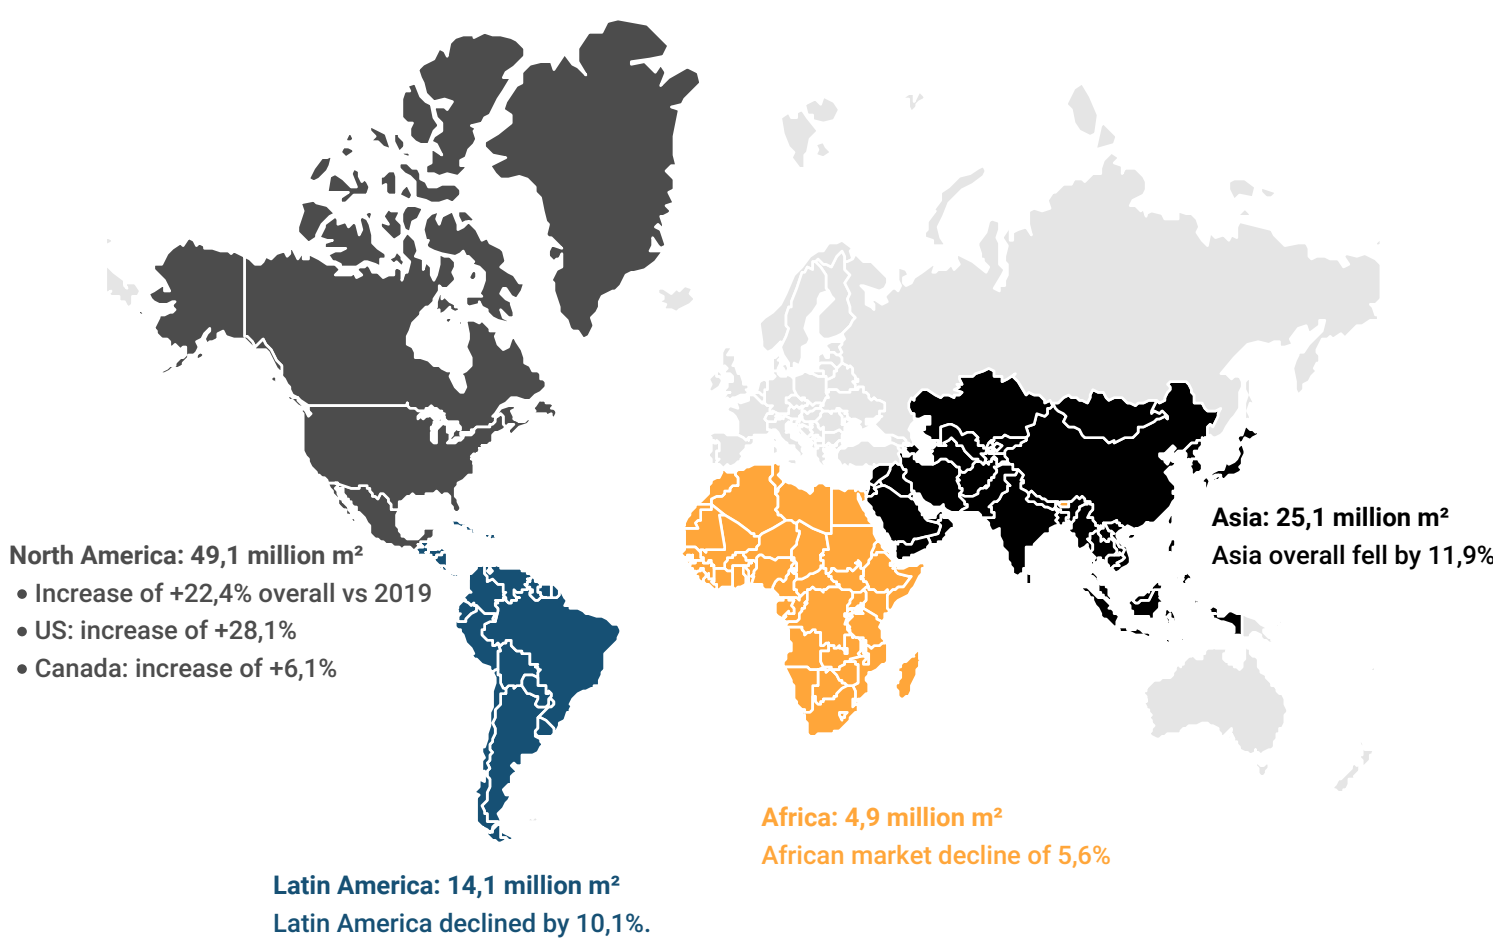 Asia: 25,1 million m²
Asia overall fell by 11,9%
North America: 49,1 million m²
• Increase of +22,4% overall vs 2019
• US: increase of +28,1%
• Canada: increase of +6,1%
Africa: 4,9 million m²
African market decline of 5,6%
Latin America: 14,1 million m²
Latin America declined by 10,1%.